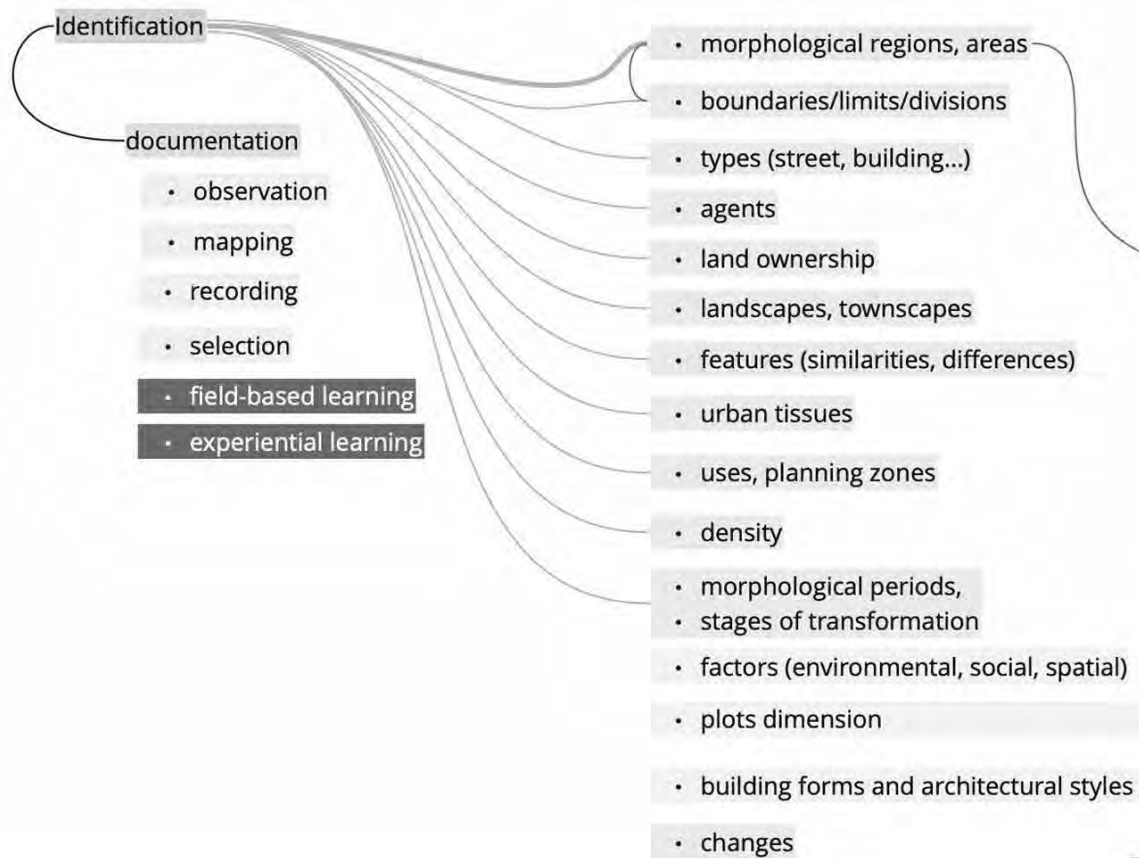 Identification
documentation
• observation
• mapping
• recording
• selection
• field-based learning
• experiential learning
• morphological regions, areas
• boundaries/limits/divisions
• types (street, building...)
• agents
• land ownership
• landscapes, townscapes
• features (similarities, differences)
• urban tissues
• uses, planning zones
• density
• morphological periods,
• stages of transformation
• factors (environmental, social, spatial)
• plots dimension
• building forms and architectural styles
• changes